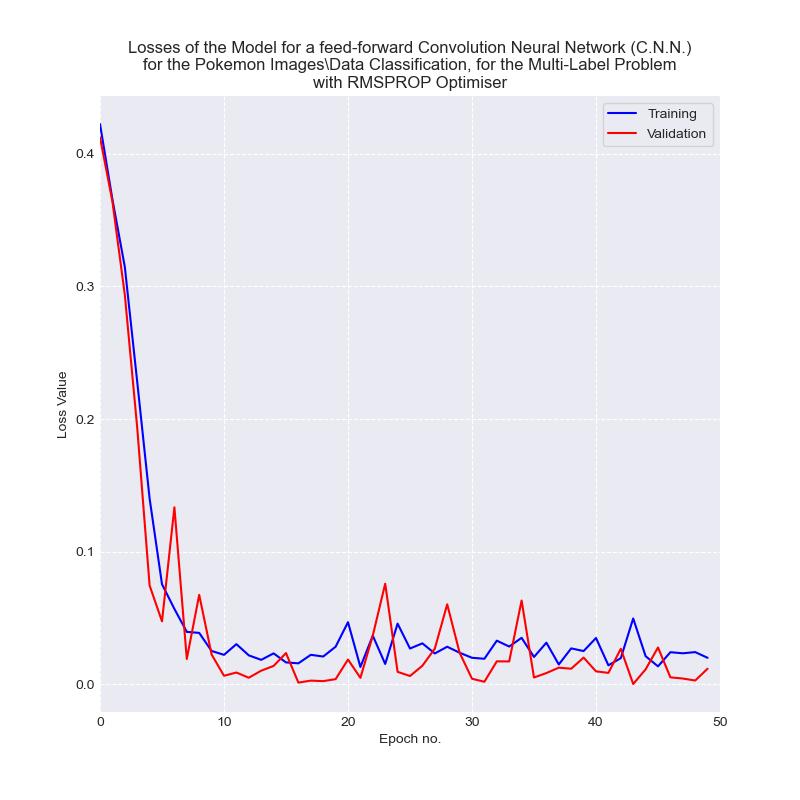 Losses of the Model for a feed-forward Convolution Neural Network (C.N.N.)
for the Pokemon Images\Data Classification, for the Multi-Label Problem
with RMSPROP Optimiser
Training
Validation
0.4
0.3
0.2
0.1
0.0
Loss Value
0 10 20 30 40 50
Epoch no.